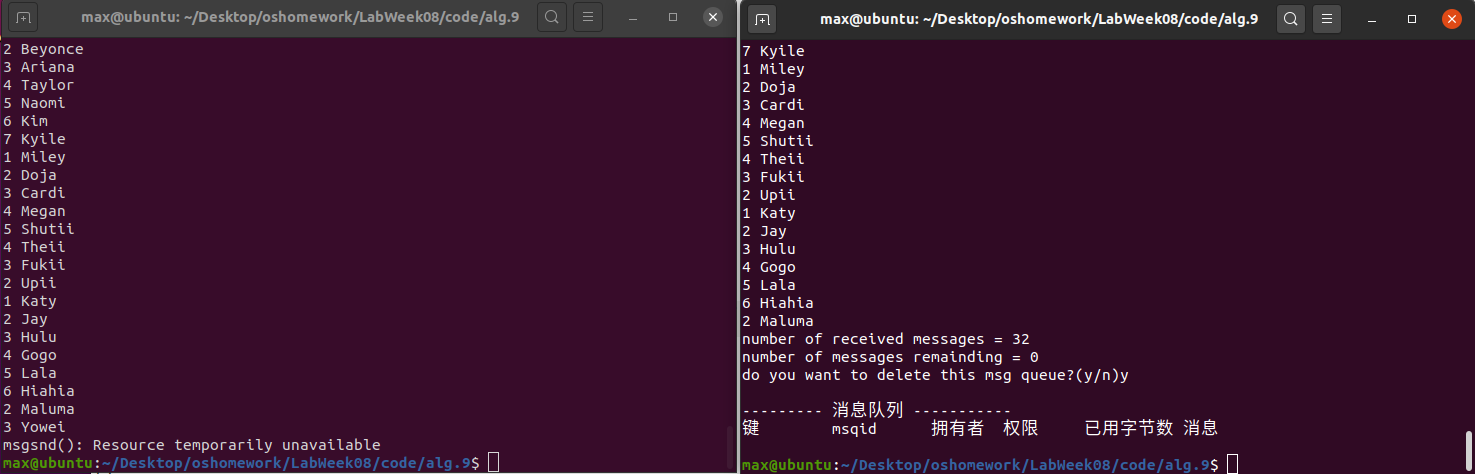 max@ubuntu: ~/Desktop/oshomework/LabWeek08/code/alg.9
2 Beyonce
3 Ariana
4 Taylor
5 Naomi
6 Kim
7 Kyile
1 Miley
2 Doja
3 Cardi
4 Megan
5 Shutii
4 Theii
3 Fukii
2 Upii
1 Katy
2 Jay
3 Hulu
4 Gogo
5 Lala
6 Hiahia
2 Maluma
3 Yowei
msgsnd(): Resource temporarily unavailable
max@ubuntu:~/Desktop/oshomework/LabWeek08/code/alg.9$
max@ubuntu: ~/Desktop/oshomework/LabWeek08/code/alg.9
7 Kyile
1 Miley
2 Doja
3 Cardi
4 Megan
5 Shutii
4 Theii
3 Fukii
2 Upii
1 Katy
2 Jay
3 Hulu
4 Gogo
5 Lala
6 Hiahia
2 Maluma
number of received messages = 32
number of messages remainding = 0
do you want to delete this msg queue?(y/n)y
--------- 消息队列 -----------
键 msqid 拥有者 权限 已用字节数 消息
max@ubuntu:~/Desktop/oshomework/LabWeek08/code/alg.9$